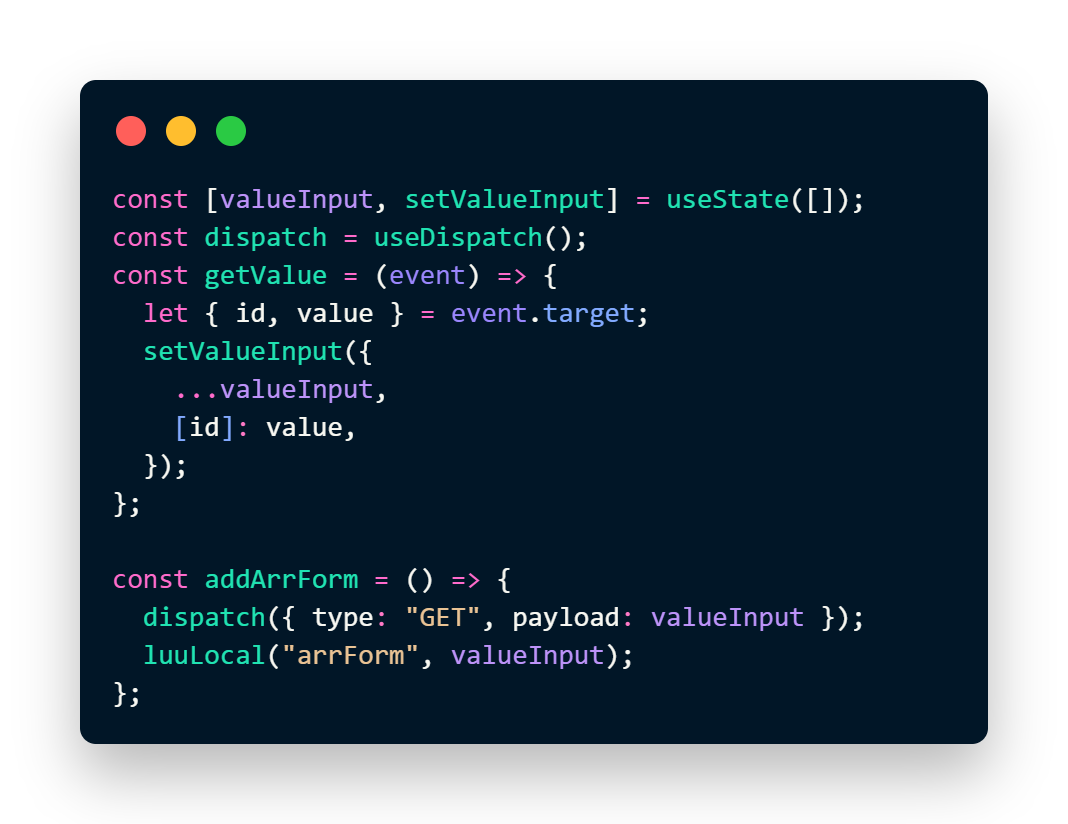 const [valueInput, setValueInput] = useState([]);
const dispatch = useDispatch();
const getValue = (event) => {
  let { id, value } = event.target;
  setValueInput({
    ...valueInput,
    [id]: value,
  });
};

const addArrForm = () => {
  dispatch({ type: "GET", payload: valueInput });
  luuLocal("arrForm", valueInput);
};